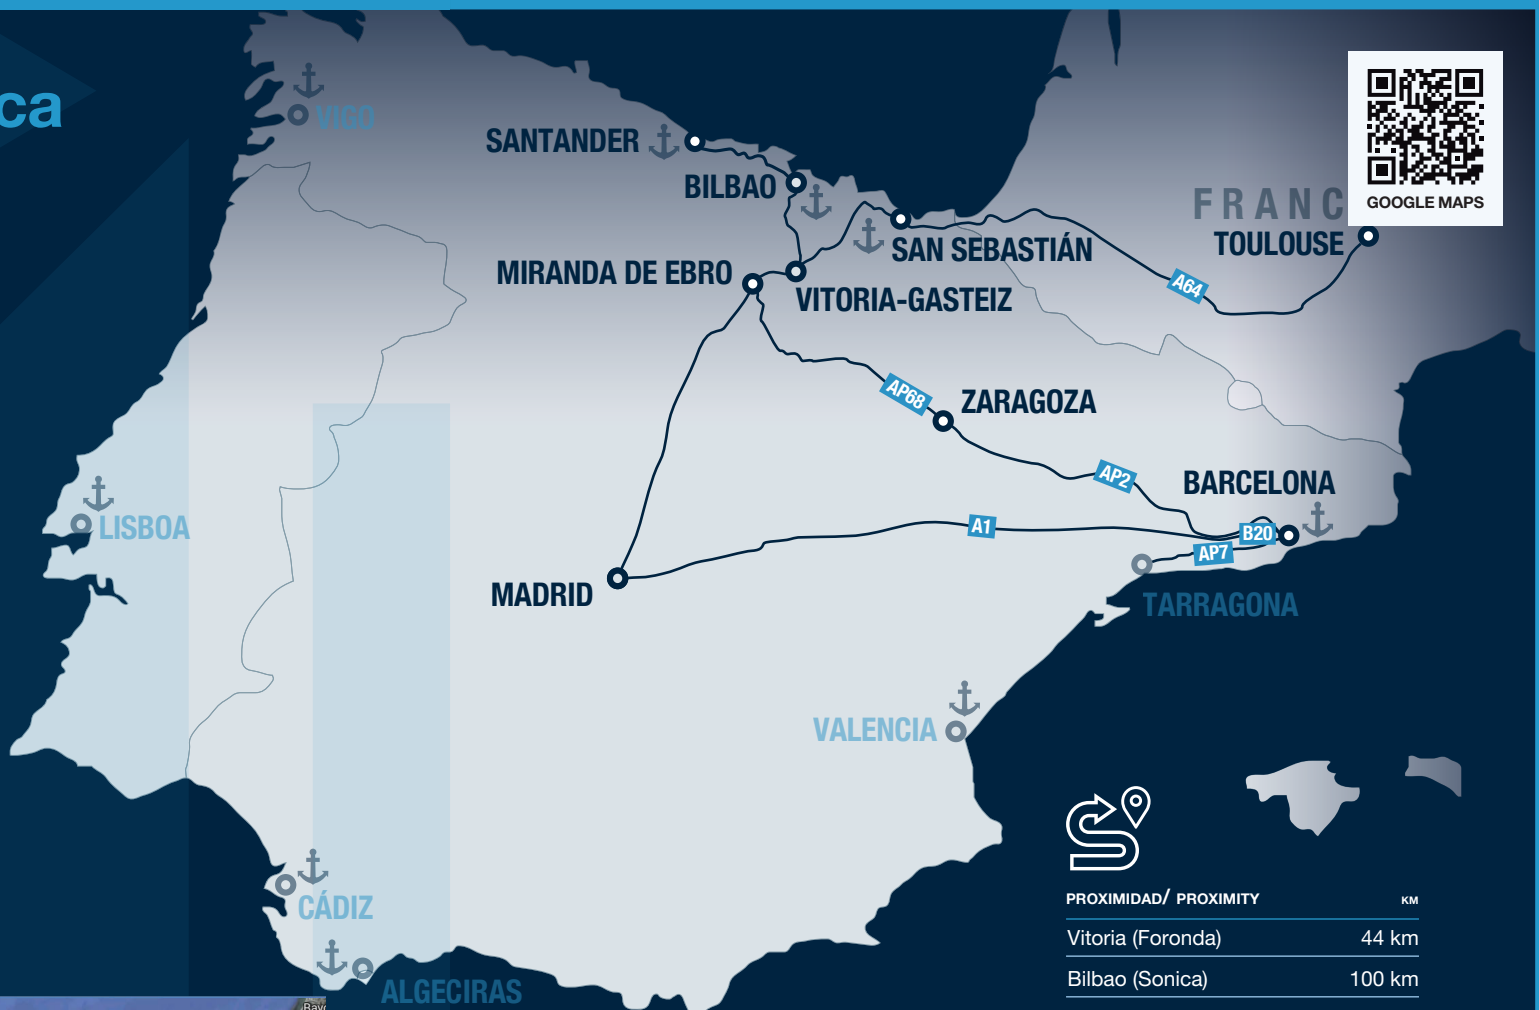 ca
VIGO
SANTANDER
BILBAO
FRANC
GOOGLE MAPS
TOULOUSE
SAN SEBASTIÁN
MIRANDA DE EBRO
VITORIA-GASTEIZ
A64
AP68
ZARAGOZA
AP2
BARCELONA
LISBOA
A1
B20
AP7
MADRID
TARRAGONA
VALENCIA
CÁDIZ
ALGECIRAS
PROXIMIDAD/ PROXIMITY KM
Vitoria (Foronda) 44 km
Bilbao (Sonica) 100 km